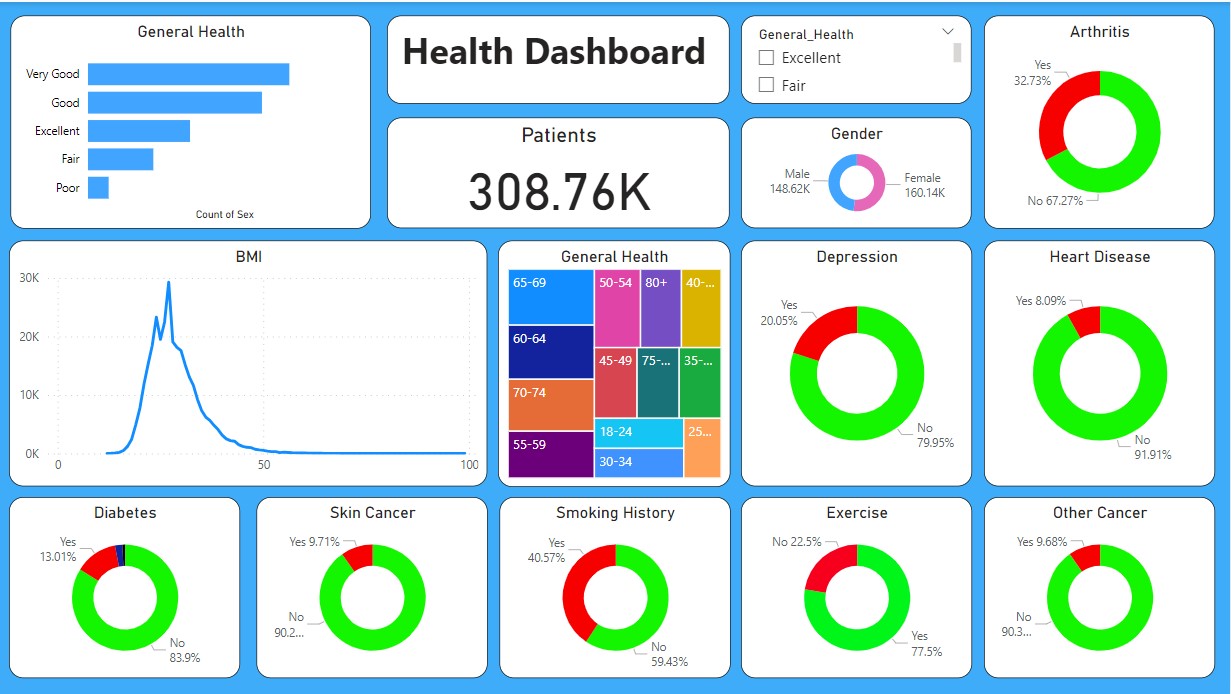 General Health
Very Good
Good
Excellent
Fair
Poor
Count of Sex
Health Dashboard
Patients
308.76K
General_Health
Excellent
Fair
Gender
Male
148.62K
Female
160.14K
Arthritis
Yes
32.73%
No 67.27%
BMI
30K
20K
10K
0K
0
50
100
General Health
65-69
60-64
70-74
55-59
50-54
80+
40-...
45-49
75-...
35-...
18-24
30-34
25...
Depression
Yes
20.05%
No
79.95%
Heart Disease
Yes 8.09%
No
91.91%
Diabetes
Yes
13.01%
No
83.9%
Skin Cancer
Yes 9.71%
No
90.2...
Smoking History
Yes
40.57%
No
59.43%
Exercise
No 22.5%
Yes
77.5%
Other Cancer
Yes 9.68%
No
90.3...